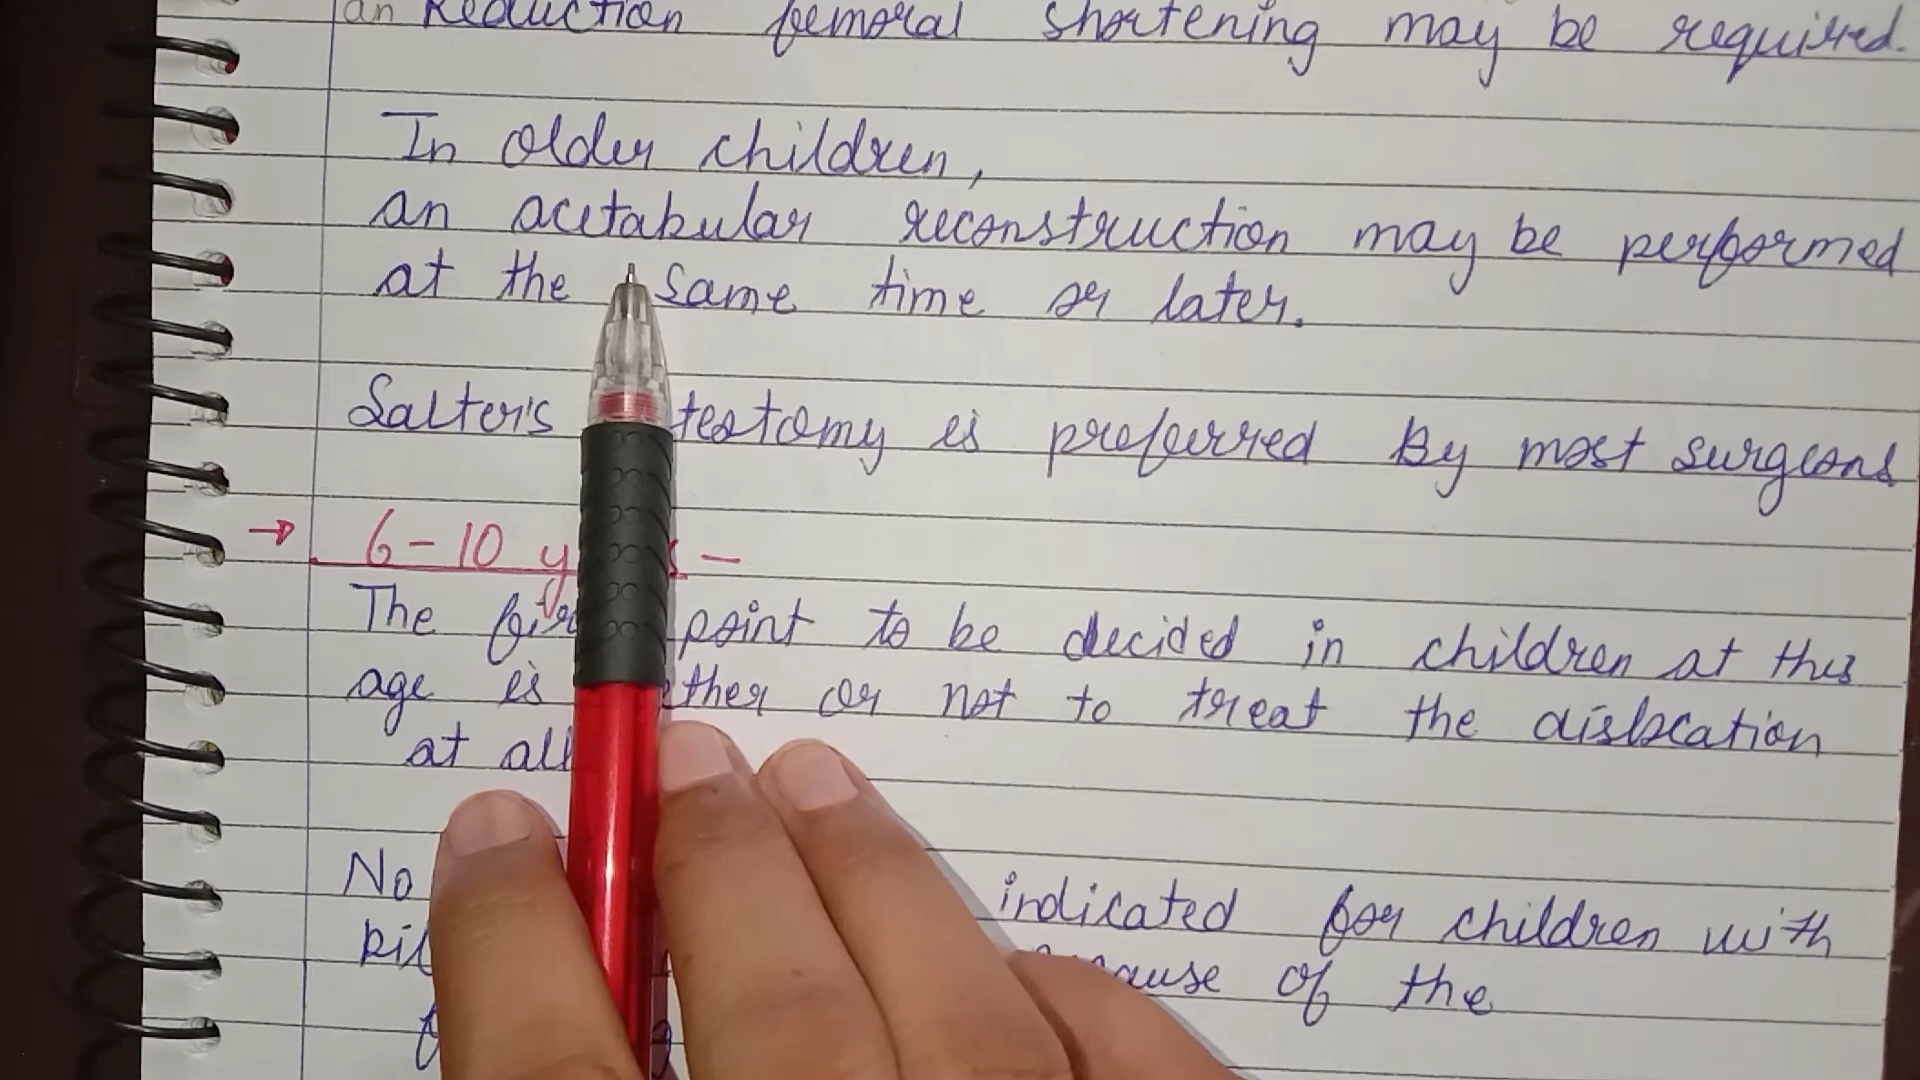 an Reduction femoral shortening may be required.
In older children,
an acetabular reconstruction may be performed
at the same time or later.
Salter's testomy is preferred by most surgeons
6-10 y s -
The point to be decided in children at this
age is or not to treat the dislocation
at all
No indicated for children with
of the